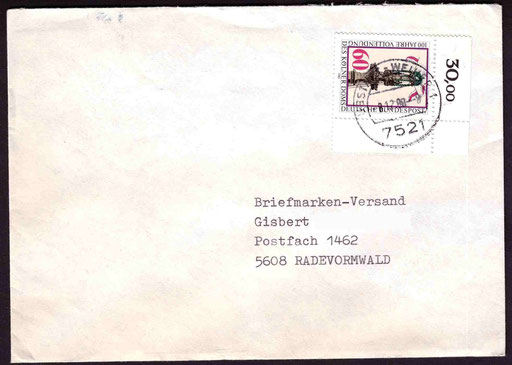 30,00
100 JAHRE VOLLENDUNG
DES KÖLNER DOMS
60
DEUTSCHE BUNDESPOST
7521
Briefmarken-Versand
Gisbert
Postfach 1462
5608 RADEVORMWALD